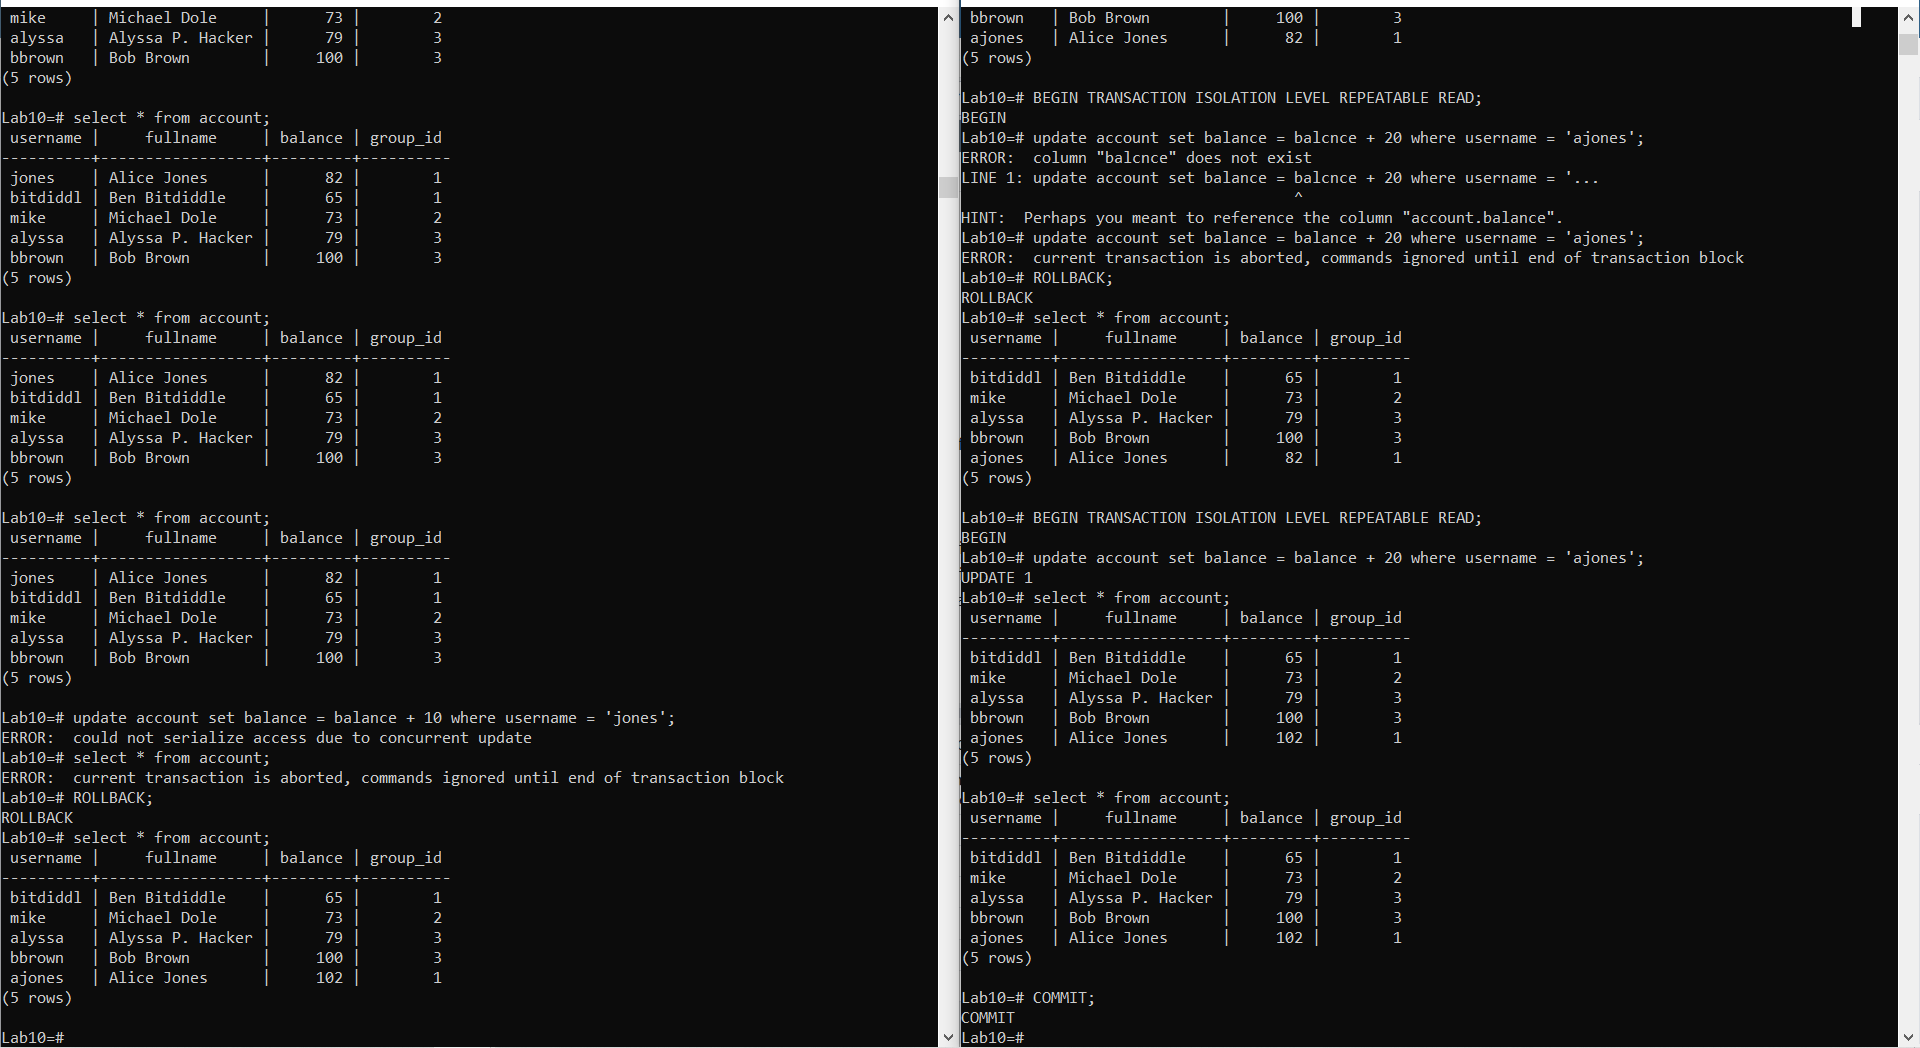 mike     | Michael Dole     |      73 |        2
 alyssa   | Alyssa P. Hacker |      79 |        3
 bbrown   | Bob Brown        |     100 |        3
(5 rows)

Lab10=# select * from account;
 username |     fullname     | balance | group_id
----------+------------------+---------+----------
 jones    | Alice Jones      |      82 |        1
 bitdiddl | Ben Bitdiddle    |      65 |        1
 mike     | Michael Dole     |      73 |        2
 alyssa   | Alyssa P. Hacker |      79 |        3
 bbrown   | Bob Brown        |     100 |        3
(5 rows)

Lab10=# select * from account;
 username |     fullname     | balance | group_id
----------+------------------+---------+----------
 jones    | Alice Jones      |      82 |        1
 bitdiddl | Ben Bitdiddle    |      65 |        1
 mike     | Michael Dole     |      73 |        2
 alyssa   | Alyssa P. Hacker |      79 |        3
 bbrown   | Bob Brown        |     100 |        3
(5 rows)

Lab10=# select * from account;
 username |     fullname     | balance | group_id
----------+------------------+---------+----------
 jones    | Alice Jones      |      82 |        1
 bitdiddl | Ben Bitdiddle    |      65 |        1
 mike     | Michael Dole     |      73 |        2
 alyssa   | Alyssa P. Hacker |      79 |        3
 bbrown   | Bob Brown        |     100 |        3
(5 rows)

Lab10=# update account set balance = balance + 10 where username = 'jones';
ERROR:  could not serialize access due to concurrent update
Lab10=# select * from account;
ERROR:  current transaction is aborted, commands ignored until end of transaction block
Lab10=# ROLLBACK;
ROLLBACK
Lab10=# select * from account;
 username |     fullname     | balance | group_id
----------+------------------+---------+----------
 bitdiddl | Ben Bitdiddle    |      65 |        1
 mike     | Michael Dole     |      73 |        2
 alyssa   | Alyssa P. Hacker |      79 |        3
 bbrown   | Bob Brown        |     100 |        3
 ajones   | Alice Jones      |     102 |        1
(5 rows)

Lab10=#
 bbrown   | Bob Brown        |     100 |        3
 ajones   | Alice Jones      |      82 |        1
(5 rows)

Lab10=# BEGIN TRANSACTION ISOLATION LEVEL REPEATABLE READ;
BEGIN
Lab10=# update account set balance = balcnce + 20 where username = 'ajones';
ERROR:  column "balcnce" does not exist
LINE 1: update account set balance = balcnce + 20 where username = '...
                                     ^
HINT:  Perhaps you meant to reference the column "account.balance".
Lab10=# update account set balance = balance + 20 where username = 'ajones';
ERROR:  current transaction is aborted, commands ignored until end of transaction block
Lab10=# ROLLBACK;
ROLLBACK
Lab10=# select * from account;
 username |     fullname     | balance | group_id
----------+------------------+---------+----------
 bitdiddl | Ben Bitdiddle    |      65 |        1
 mike     | Michael Dole     |      73 |        2
 alyssa   | Alyssa P. Hacker |      79 |        3
 bbrown   | Bob Brown        |     100 |        3
 ajones   | Alice Jones      |      82 |        1
(5 rows)

Lab10=# BEGIN TRANSACTION ISOLATION LEVEL REPEATABLE READ;
BEGIN
Lab10=# update account set balance = balance + 20 where username = 'ajones';
UPDATE 1
Lab10=# select * from account;
 username |     fullname     | balance | group_id
----------+------------------+---------+----------
 bitdiddl | Ben Bitdiddle    |      65 |        1
 mike     | Michael Dole     |      73 |        2
 alyssa   | Alyssa P. Hacker |      79 |        3
 bbrown   | Bob Brown        |     100 |        3
 ajones   | Alice Jones      |     102 |        1
(5 rows)

Lab10=# select * from account;
 username |     fullname     | balance | group_id
----------+------------------+---------+----------
 bitdiddl | Ben Bitdiddle    |      65 |        1
 mike     | Michael Dole     |      73 |        2
 alyssa   | Alyssa P. Hacker |      79 |        3
 bbrown   | Bob Brown        |     100 |        3
 ajones   | Alice Jones      |     102 |        1
(5 rows)

Lab10=# COMMIT;
COMMIT
Lab10=#